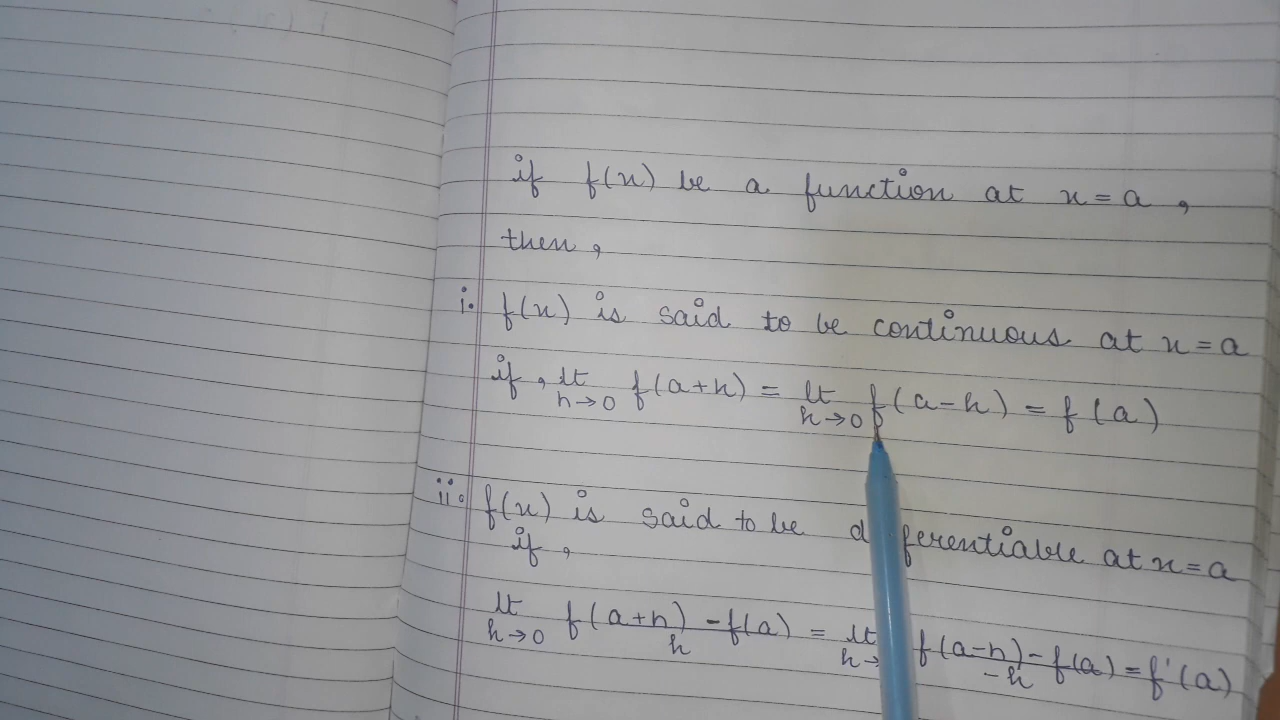 if f(x) be a function at x = a ,
then ,
i. f(x) is said to be continuous at x = a
if , lt h→0 f(a+h) = lt h→0 f(a-h) = f(a)
ii. f(x) is said to be differentiable at x = a
if ,
lt h→0 f(a+h) - f(a) / h = lt h→ f(a-h) - f(a) / -h = f'(a)